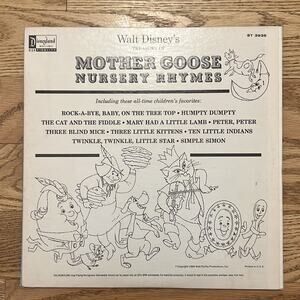 Walt Disney's
ST 3936
Disneyland
TREASURY OF
MOTHER GOOSE
NURSERY RHYMES
Including these all-time children's favorites:
ROCK-A-BYE, BABY, ON THE TREE TOP • HUMPTY DUMPTY
THE CAT AND THE FIDDLE • MARY HAD A LITTLE LAMB • PETER, PETER
THREE BLIND MICE • THREE LITTLE KITTENS • TEN LITTLE INDIANS
TWINKLE, TWINKLE, LITTLE STAR • SIMPLE SIMON